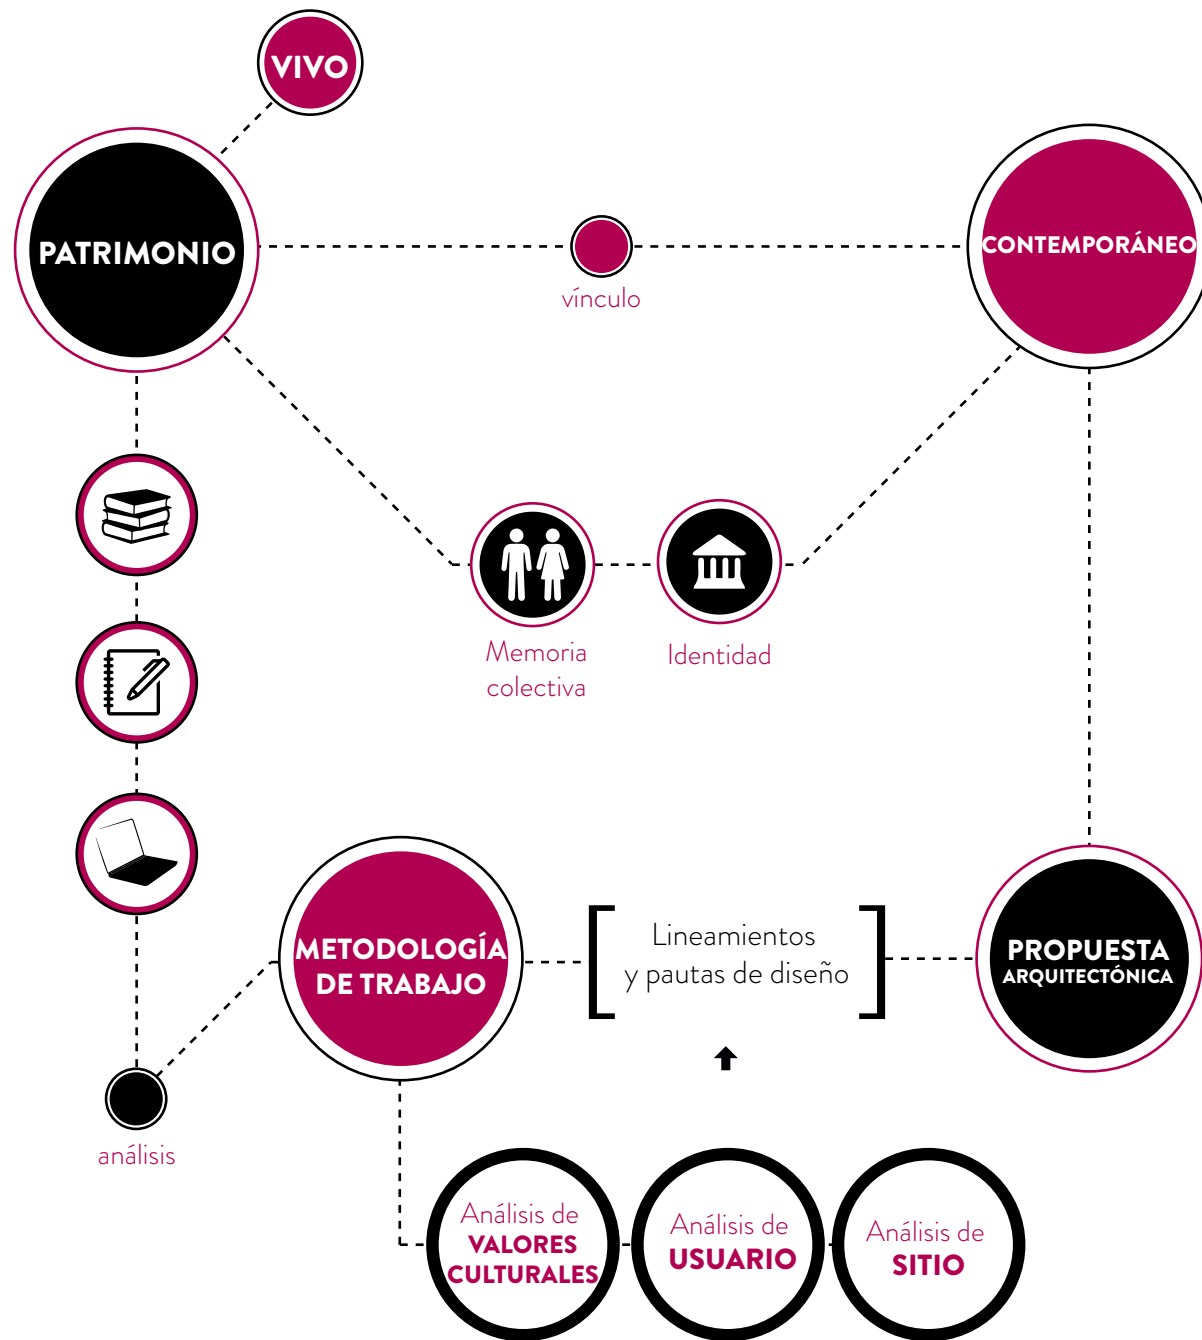 VIVO
PATRIMONIO
CONTEMPORÁNEO
vínculo
Memoria
colectiva
Identidad
METODOLOGÍA
DE TRABAJO
Lineamientos
y pautas de diseño
PROPUESTA
ARQUITECTÓNICA
análisis
Análisis de
VALORES
CULTURALES
Análisis de
USUARIO
Análisis de
SITIO